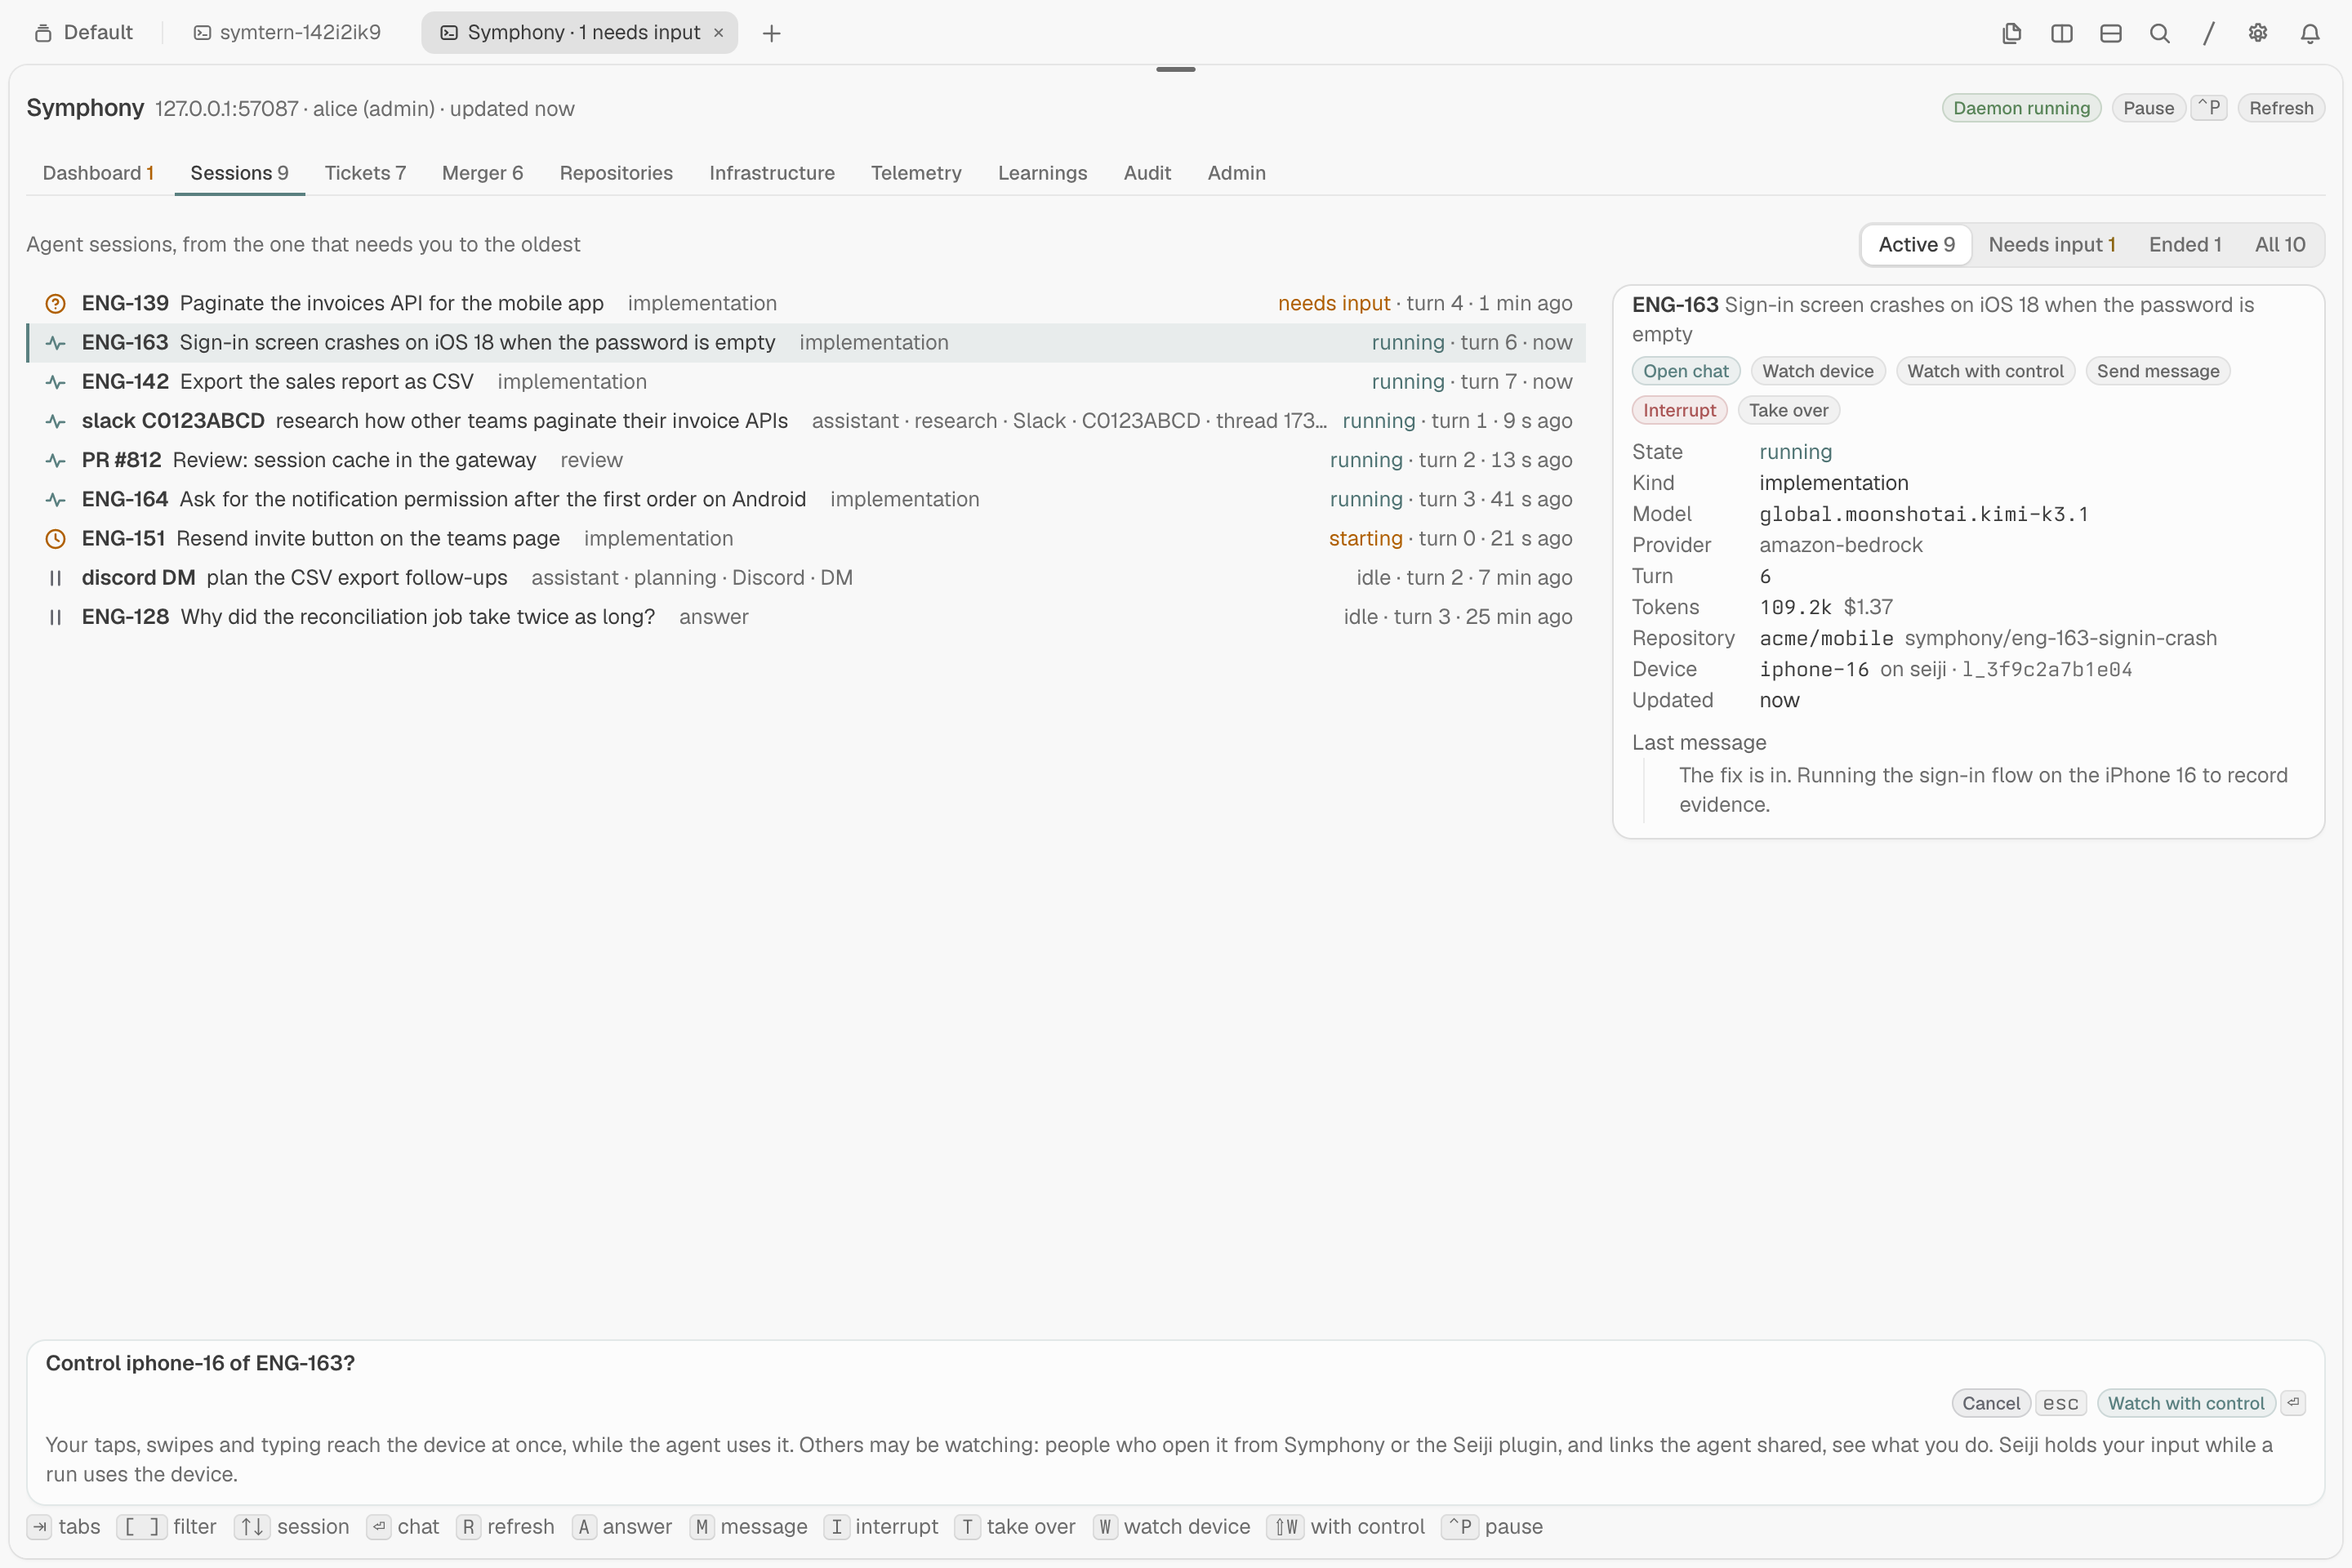 Default symtern-142i2ik9 Symphony · 1 needs input ×
Symphony 127.0.0.1:57087 · alice (admin) · updated now Daemon running Pause ^P Refresh
Dashboard 1 Sessions 9 Tickets 7 Merger 6 Repositories Infrastructure Telemetry Learnings Audit Admin
Agent sessions, from the one that needs you to the oldest Active 9 Needs input 1 Ended 1 All 10
ENG-139 Paginate the invoices API for the mobile app implementation needs input · turn 4 · 1 min ago
ENG-163 Sign-in screen crashes on iOS 18 when the password is empty implementation running · turn 6 · now
ENG-142 Export the sales report as CSV implementation running · turn 7 · now
slack C0123ABCD research how other teams paginate their invoice APIs assistant · research · Slack · C0123ABCD · thread 173... running · turn 1 · 9 s ago
PR #812 Review: session cache in the gateway review running · turn 2 · 13 s ago
ENG-164 Ask for the notification permission after the first order on Android implementation running · turn 3 · 41 s ago
ENG-151 Resend invite button on the teams page implementation starting · turn 0 · 21 s ago
discord DM plan the CSV export follow-ups assistant · planning · Discord · DM idle · turn 2 · 7 min ago
ENG-128 Why did the reconciliation job take twice as long? answer idle · turn 3 · 25 min ago
ENG-163 Sign-in screen crashes on iOS 18 when the password is
empty
Open chat Watch device Watch with control Send message
Interrupt Take over
State running
Kind implementation
Model global.moonshotai.kimi-k3.1
Provider amazon-bedrock
Turn 6
Tokens 109.2k $1.37
Repository acme/mobile symphony/eng-163-signin-crash
Device iphone-16 on seiji · l_3f9c2a7b1e04
Updated now
Last message
The fix is in. Running the sign-in flow on the iPhone 16 to record
evidence.
Control iphone-16 of ENG-163?
Cancel esc Watch with control ⏎
Your taps, swipes and typing reach the device at once, while the agent uses it. Others may be watching: people who open it from Symphony or the Seiji plugin, and links the agent shared, see what you do. Seiji holds your input while a
run uses the device.
⇥ tabs [ ] filter ↑↓ session ⏎ chat R refresh A answer M message I interrupt T take over W watch device ⇧W with control ^P pause